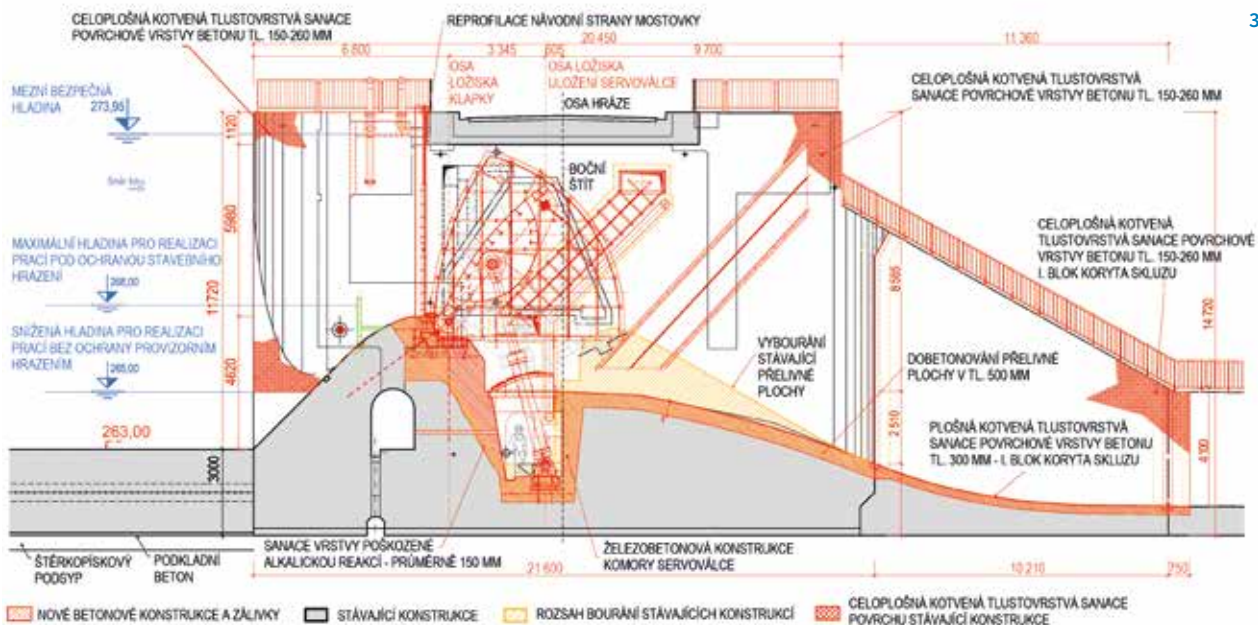 3
CELOPLOŠNÁ KOTVENÁ TLUSTOVRSTVÁ SANACE
POVRCHOVÉ VRSTVY BETONU TL. 150-260 MM
REPROFILACE NÁVODNÍ STRANY MOSTOVKY
20.450
11.360
6.800
3.345
605
9.700
OSA
LOŽISKA
KLAPKY
OSA LOŽISKA
ULOŽENÍ SERVOVÁLCE
OSA HRÁZE
CELOPLOŠNÁ KOTVENÁ TLUSTOVRSTVÁ
SANACE POVRCHOVÉ VRSTVY BETONU TL. 150-260 MM
MEZNÍ BEZPEČNÁ
HLADINA
273,95
1120
BOČNÍ
ŠTÍT
5980
CELOPLOŠNÁ KOTVENÁ
TLUSTOVRSTVÁ SANACE POVRCHOVÉ
VRSTVY BETONU TL. 150-260 MM
I. BLOK KORYTA SKLUZU
MAXIMÁLNÍ HLADINA PRO REALIZACI
PRACÍ POD OCHRANOU STAVEBNÍHO
HRAZENÍ
268,00
11720
14.720
SNÍŽENÁ HLADINA PRO REALIZACI
PRACÍ BEZ OCHRANY PROVIZORNÍM
HRAZENÍM
265,00
4620
VYBOURÁNÍ
STÁVAJÍCÍ
PŘELIVNÉ
PLOCHY
DOBETONOVÁNÍ PŘELIVNÉ
PLOCHY V TL. 500 MM
2.510
4.100
263,00
PLOŠNÁ KOTVENÁ TLUSTOVRSTVÁ
SANACE POVRCHOVÉ VRSTVY BETONU
TL. 300 MM - I. BLOK KORYTA SKLUZU
3000
ŠTĚRKOPÍSKOVÝ
PODSYP
PODKLADNÍ
BETON
SANACE VRSTVY POŠKOZENÉ
ALKALICKOU REAKCÍ - PRŮMĚRNĚ 150 MM
ŽELEZOBETONOVÁ KONSTRUKCE
KOMORY SERVOVÁLCE
21.600
10.210
750
NOVÉ BETONOVÉ KONSTRUKCE A ZÁLIVKY
STÁVAJÍCÍ KONSTRUKCE
ROZSAH BOURÁNÍ STÁVAJÍCÍCH KONSTRUKCÍ
CELOPLOŠNÁ KOTVENÁ TLUSTOVRSTVÁ SANACE
POVRCHU STÁVAJÍCÍ KONSTRUKCE